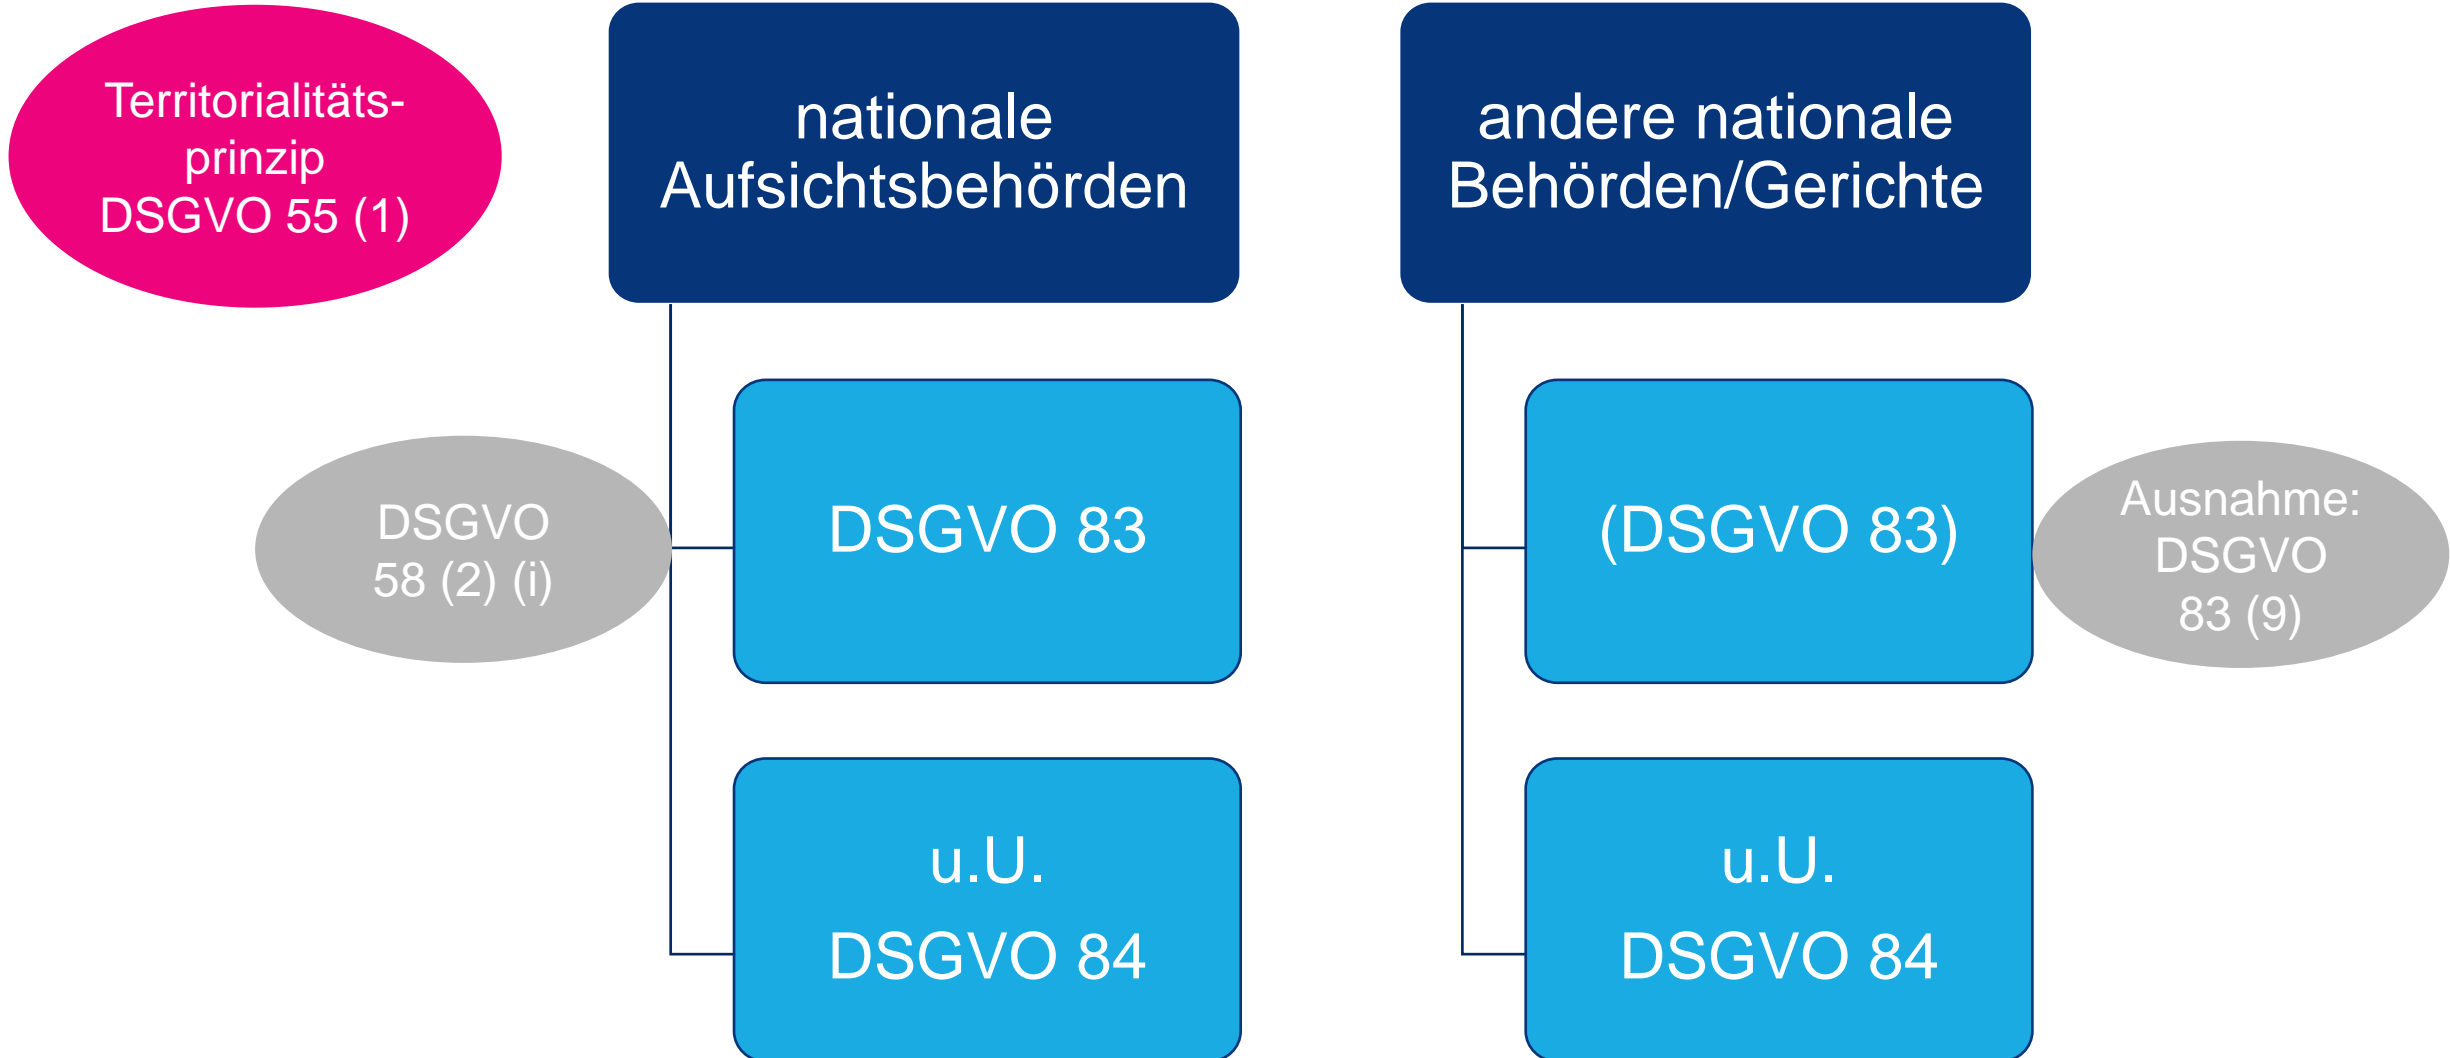 Territorialitäts-
prinzip
DSGVO 55 (1)
nationale
Aufsichtsbehörden
andere nationale
Behörden/Gerichte
DSGVO
58 (2) (i)
DSGVO 83
(DSGVO 83)
Ausnahme:
DSGVO
83 (9)
u.U.
DSGVO 84
u.U.
DSGVO 84